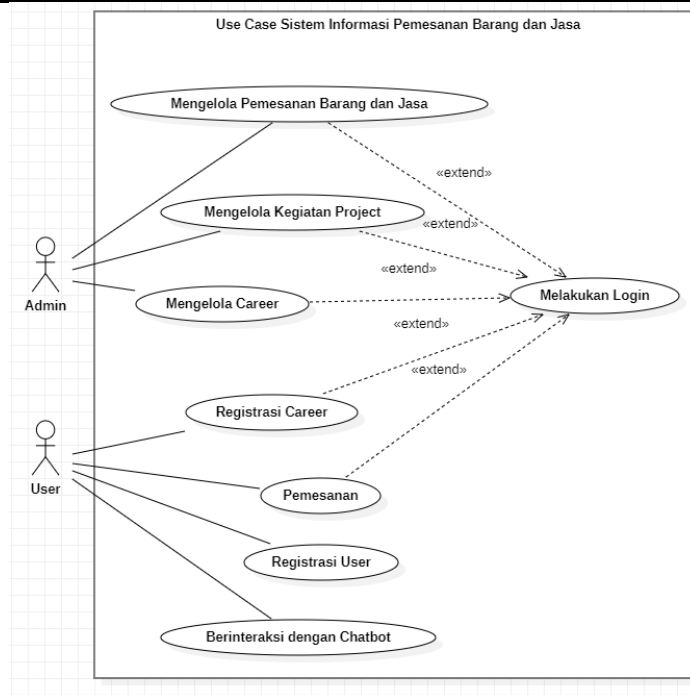 Use Case Sistem Informasi Pemesanan Barang dan Jasa
Mengelola Pemesanan Barang dan Jasa
«extend»
Mengelola Kegiatan Project
«extend»
«extend»
Admin
Mengelola Career
Melakukan Login
«extend»
«extend»
Registrasi Career
User
Pemesanan
Registrasi User
Berinteraksi dengan Chatbot